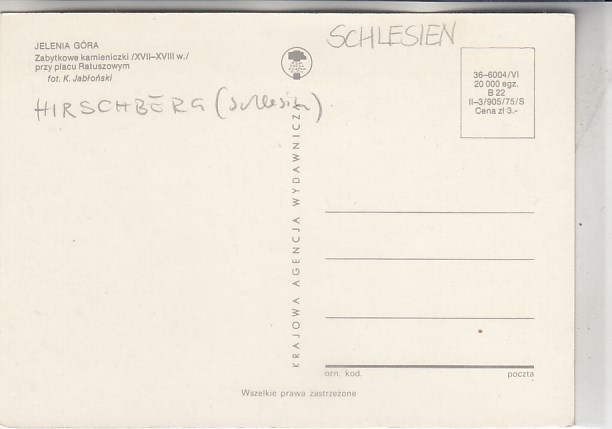 JELENIA GÓRA
Zabytkowe kamieniczki /XVII–XVIII w./
przy placu Ratuszowym
fot. K. Jabłoński
HIRSCHBERG (Schlesien)
SCHLESIEN
36–6004/VI
20 000 egz.
B 22
II–3/905/75/S
Cena zł 3.-
KRAJOWA AGENCJA WYDAWNICZA
ozn. kod. poczta
Wszelkie prawa zastrzeżone